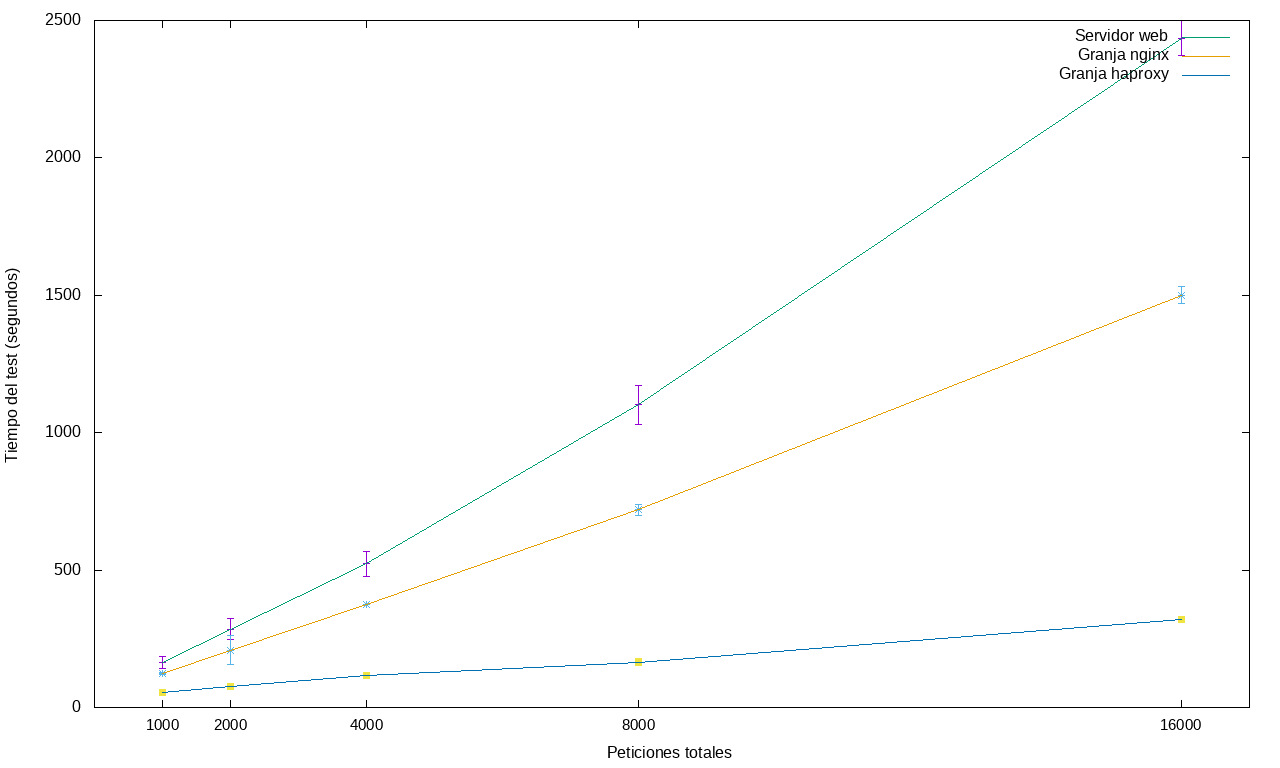 2500
2000
1500
1000
500
0
Tiempo del test (segundos)
Servidor web
Granja nginx
Granja haproxy
1000 2000 4000 8000 16000
Peticiones totales